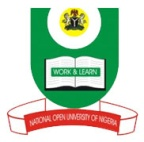 WORK & LEARN
NATIONAL OPEN UNIVERSITY OF NIGERIA